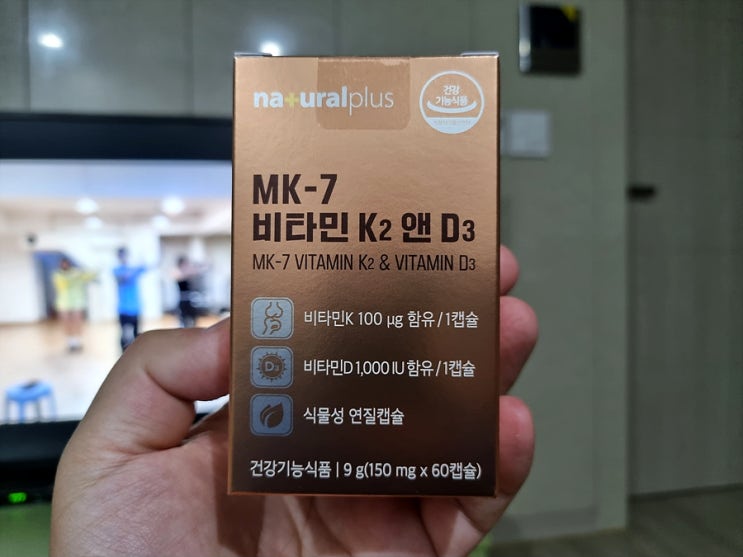 na+uralplus
건강
기능식품
MK-7
비타민 K2 앤 D3
MK-7 VITAMIN K2 & VITAMIN D3
비타민K 100 µg 함유 / 1캡슐
D3
비타민D 1,000 IU 함유 / 1캡슐
식물성 연질캡슐
건강기능식품 | 9 g(150 mg x 60캡슐)